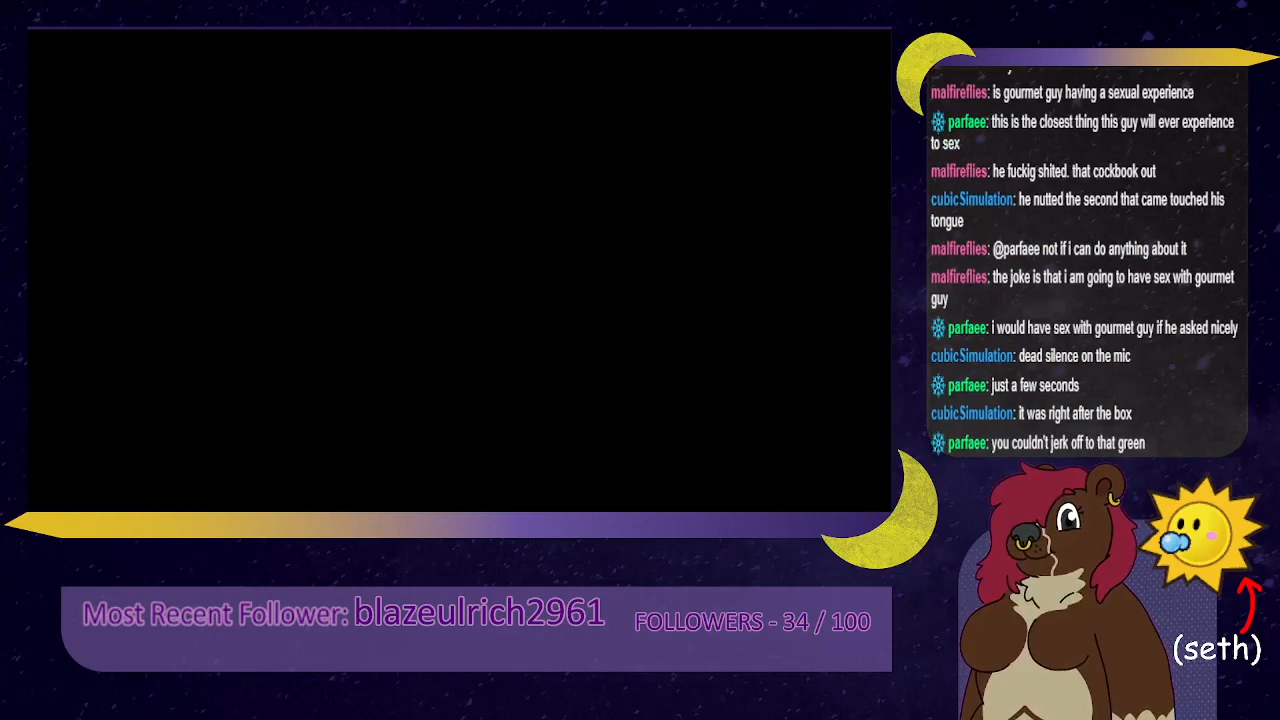 malfireflies: is gourmet guy having a sexual experience
parfaee: this is the closest thing this guy will ever experience
to sex
malfireflies: he fuckig shited. that cockbook out
cubicSimulation: he nutted the second that came touched his
tongue
malfireflies: @parfaee not if i can do anything about it
malfireflies: the joke is that i am going to have sex with gourmet
guy
parfaee: i would have sex with gourmet guy if he asked nicely
cubicSimulation: dead silence on the mic
parfaee: just a few seconds
cubicSimulation: it was right after the box
parfaee: you couldn't jerk off to that green
Most Recent Follower: blazeulrich2961
FOLLOWERS - 34 / 100
(seth)